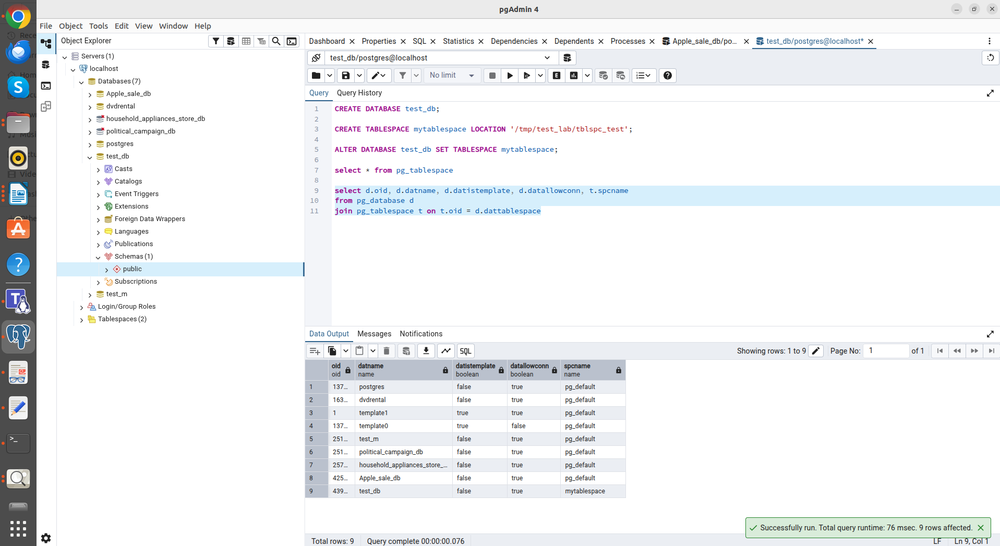 pgAdmin 4
File Object Tools Edit View Window Help
Object Explorer
Servers (1)
localhost
Databases (7)
Apple_sale_db
dvdrental
household_appliances_store_db
political_campaign_db
postgres
test_db
Casts
Catalogs
Event Triggers
Extensions
Foreign Data Wrappers
Languages
Publications
Schemas (1)
public
Subscriptions
test_m
Login/Group Roles
Tablespaces (2)
Dashboard Properties SQL Statistics Dependencies Dependents Processes Apple_sale_db/po... test_db/postgres@localhost*
test_db/postgres@localhost
No limit
Query Query History
1 CREATE DATABASE test_db;
2
3 CREATE TABLESPACE mytablespace LOCATION '/tmp/test_lab/tblspc_test';
4
5 ALTER DATABASE test_db SET TABLESPACE mytablespace;
6
7 select * from pg_tablespace
8
9 select d.oid, d.datname, d.datistemplate, d.datallowconn, t.spcname
10 from pg_database d
11 join pg_tablespace t on t.oid = d.dattablespace
Data Output Messages Notifications
SQL
Showing rows: 1 to 9 Page No: 1 of 1
oid datname datistemplate datallowconn spcname
oid name boolean boolean name
1 137... postgres false true pg_default
2 163... dvdrental false true pg_default
3 1 template1 true true pg_default
4 137... template0 true false pg_default
5 251... test_m false true pg_default
6 251... political_campaign_db false true pg_default
7 257... household_appliances_store_... false true pg_default
8 425... Apple_sale_db false true pg_default
9 439... test_db false true mytablespace
Successfully run. Total query runtime: 76 msec. 9 rows affected.
Total rows: 9 Query complete 00:00:00.076 LF Ln 9, Col 1